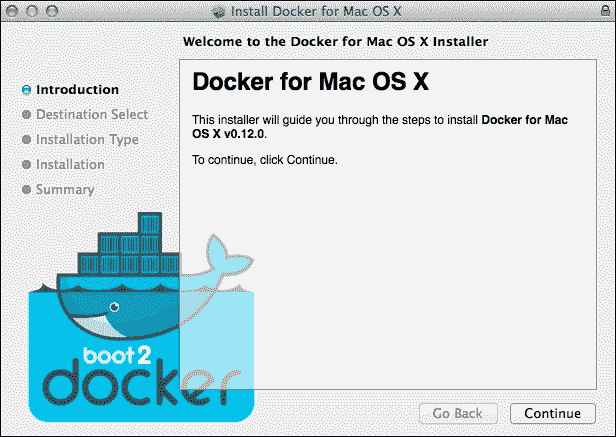 Install Docker for Mac OS X
Welcome to the Docker for Mac OS X Installer
Introduction
Destination Select
Installation Type
Installation
Summary
Docker for Mac OS X
This installer will guide you through the steps to install Docker for Mac
OS X v0.12.0.
To continue, click Continue.
boot2
docker
Go Back
Continue